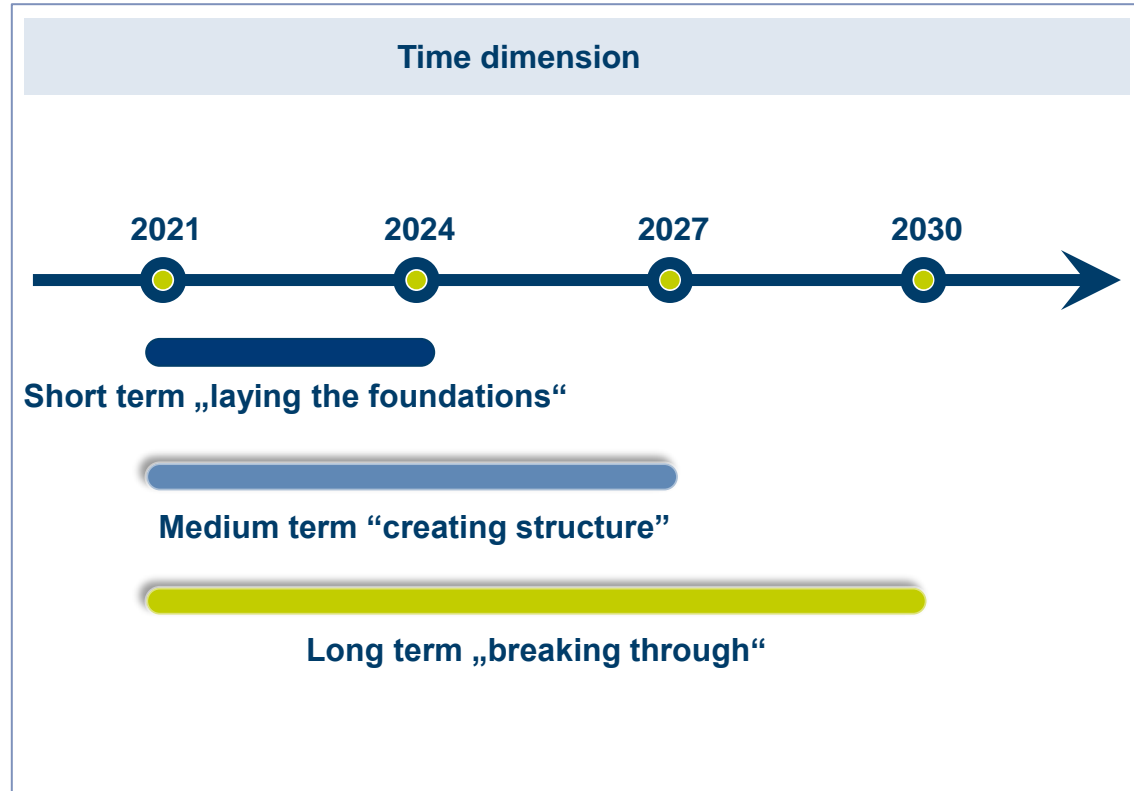 Time dimension
2021 2024 2027 2030
Short term „laying the foundations“
Medium term “creating structure”
Long term „breaking through“